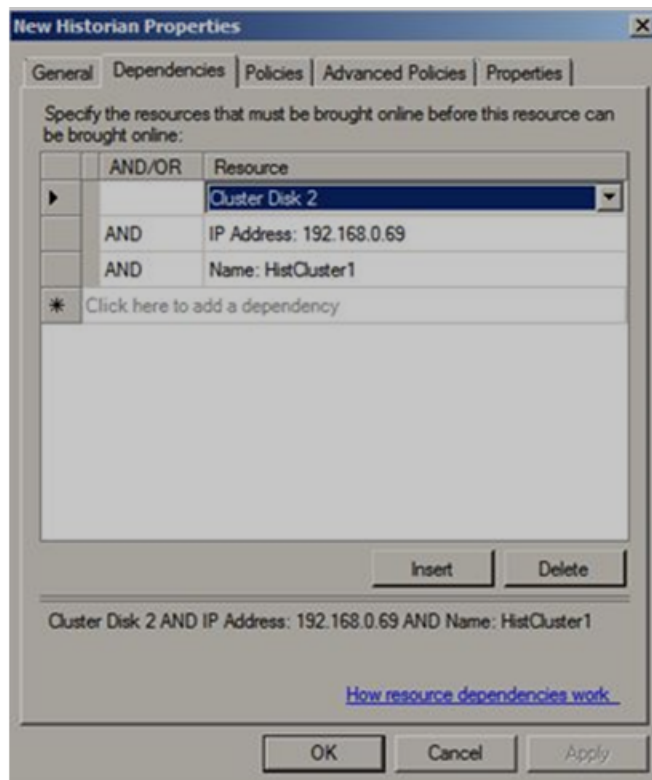 New Historian Properties
General Dependencies Policies Advanced Policies Properties
Specify the resources that must be brought online before this resource can
be brought online:
AND/OR Resource
Cluster Disk 2
AND IP Address: 192.168.0.69
AND Name: HistCluster1
Click here to add a dependency
Insert Delete
Cluster Disk 2 AND IP Address: 192.168.0.69 AND Name: HistCluster1
How resource dependencies work
OK Cancel Apply